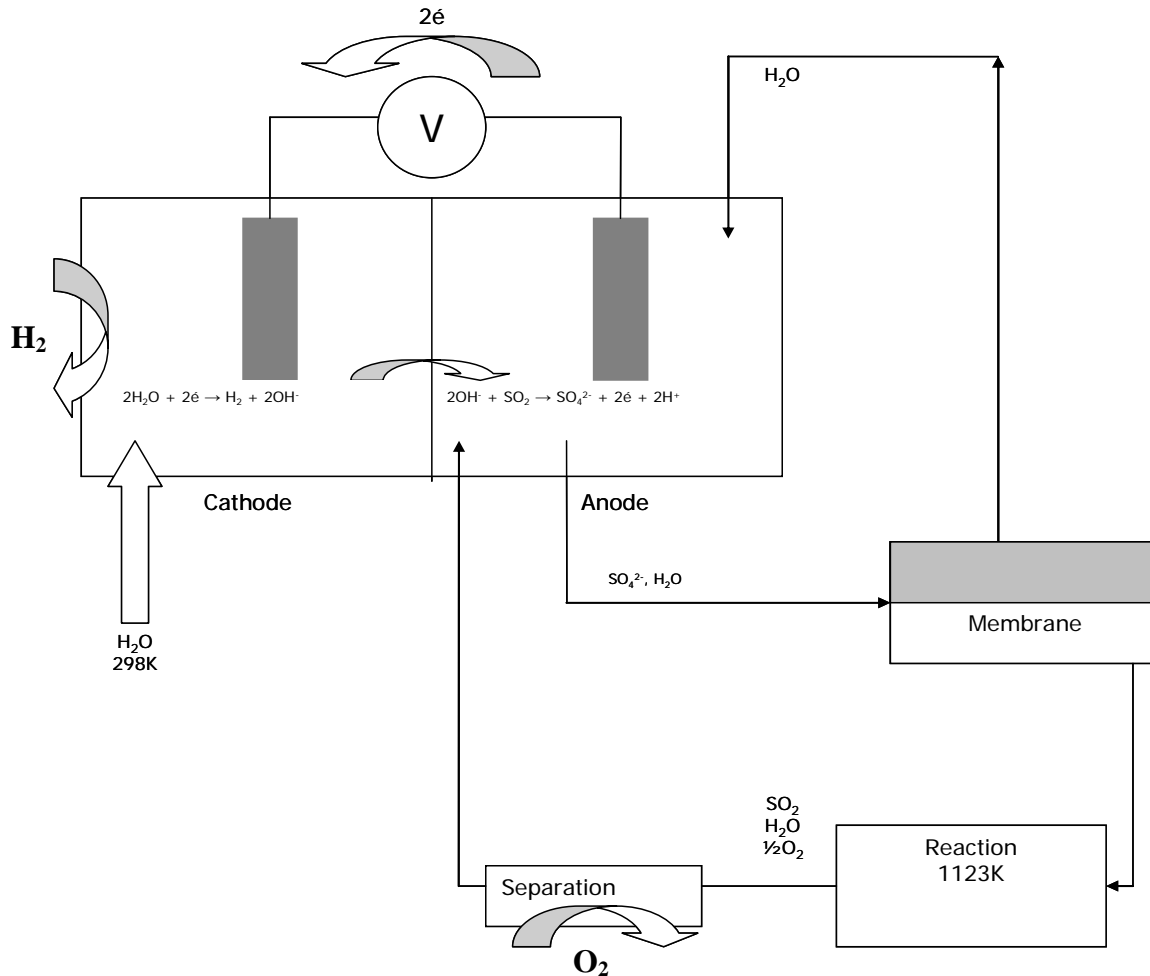 2é
H₂O
V
H₂
2H₂O + 2é → H₂ + 2OH⁻
2OH⁻ + SO₂ → SO₄²⁻ + 2é + 2H⁺
Cathode
Anode
SO₄²⁻, H₂O
Membrane
H₂O
298K
SO₂
H₂O
½O₂
Reaction
1123K
Separation
O₂